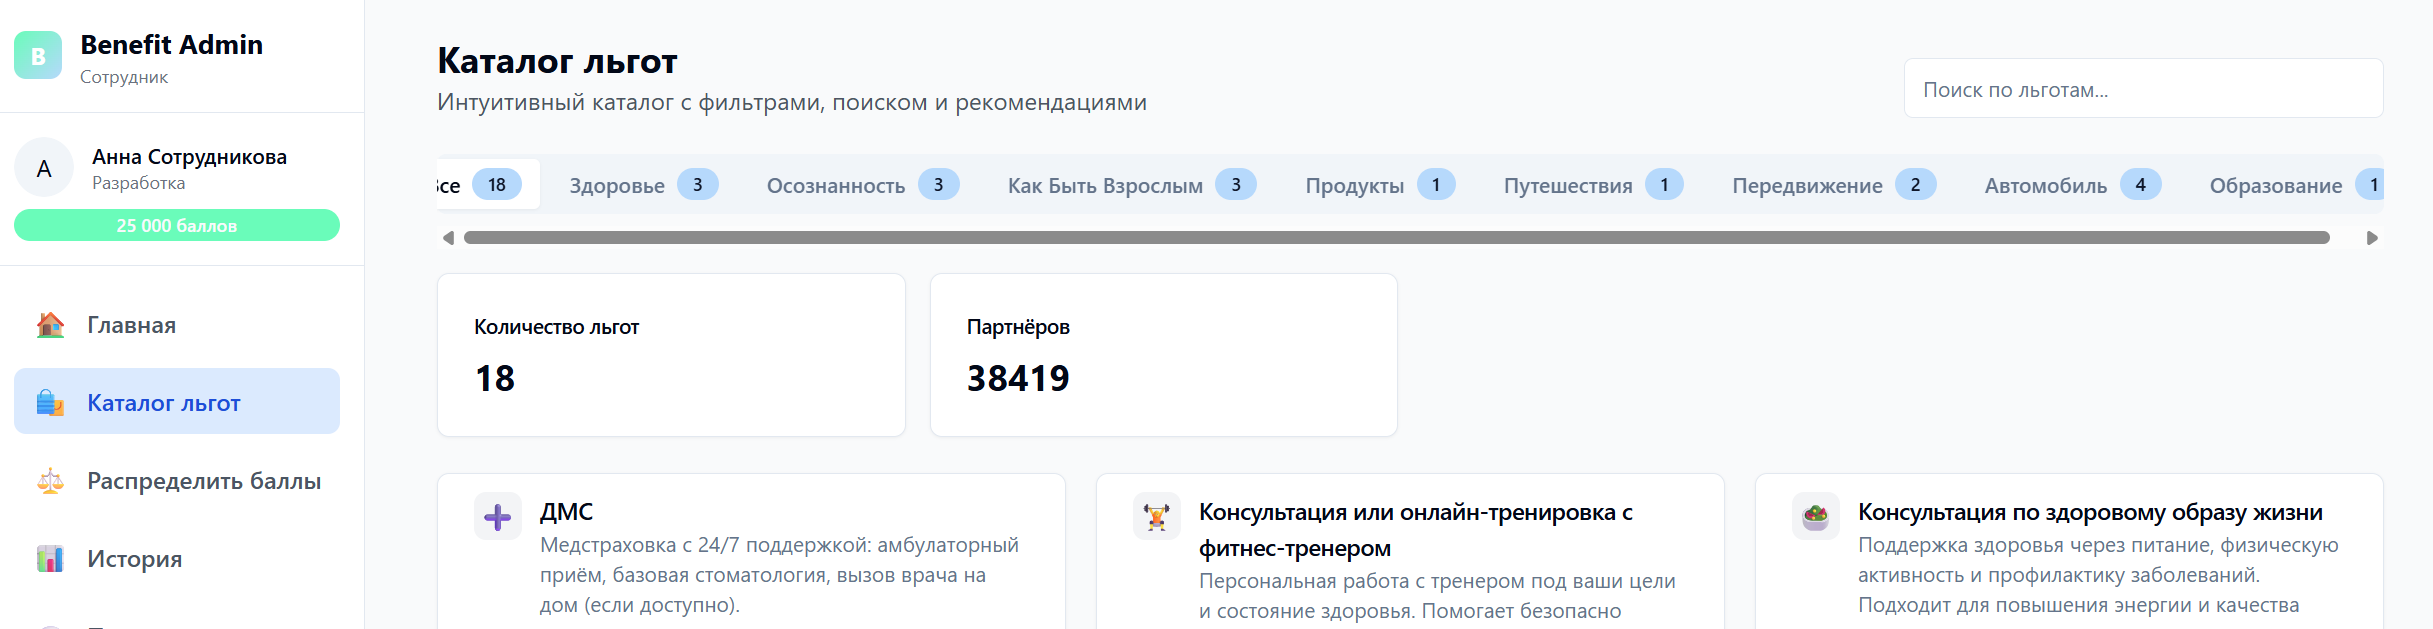 B
Benefit Admin
Сотрудник
А
Анна Сотрудникова
Разработка
25 000 баллов
Главная
Каталог льгот
Распределить баллы
История
Каталог льгот
Интуитивный каталог с фильтрами, поиском и рекомендациями
Поиск по льготам...
Все 18 Здоровье 3 Осознанность 3 Как Быть Взрослым 3 Продукты 1 Путешествия 1 Передвижение 2 Автомобиль 4 Образование 1
Количество льгот
18
Партнёров
38419
ДМС
Медстраховка с 24/7 поддержкой: амбулаторный
приём, базовая стоматология, вызов врача на
дом (если доступно).
Консультация или онлайн-тренировка с
фитнес-тренером
Персональная работа с тренером под ваши цели
и состояние здоровья. Помогает безопасно
Консультация по здоровому образу жизни
Поддержка здоровья через питание, физическую
активность и профилактику заболеваний.
Подходит для повышения энергии и качества